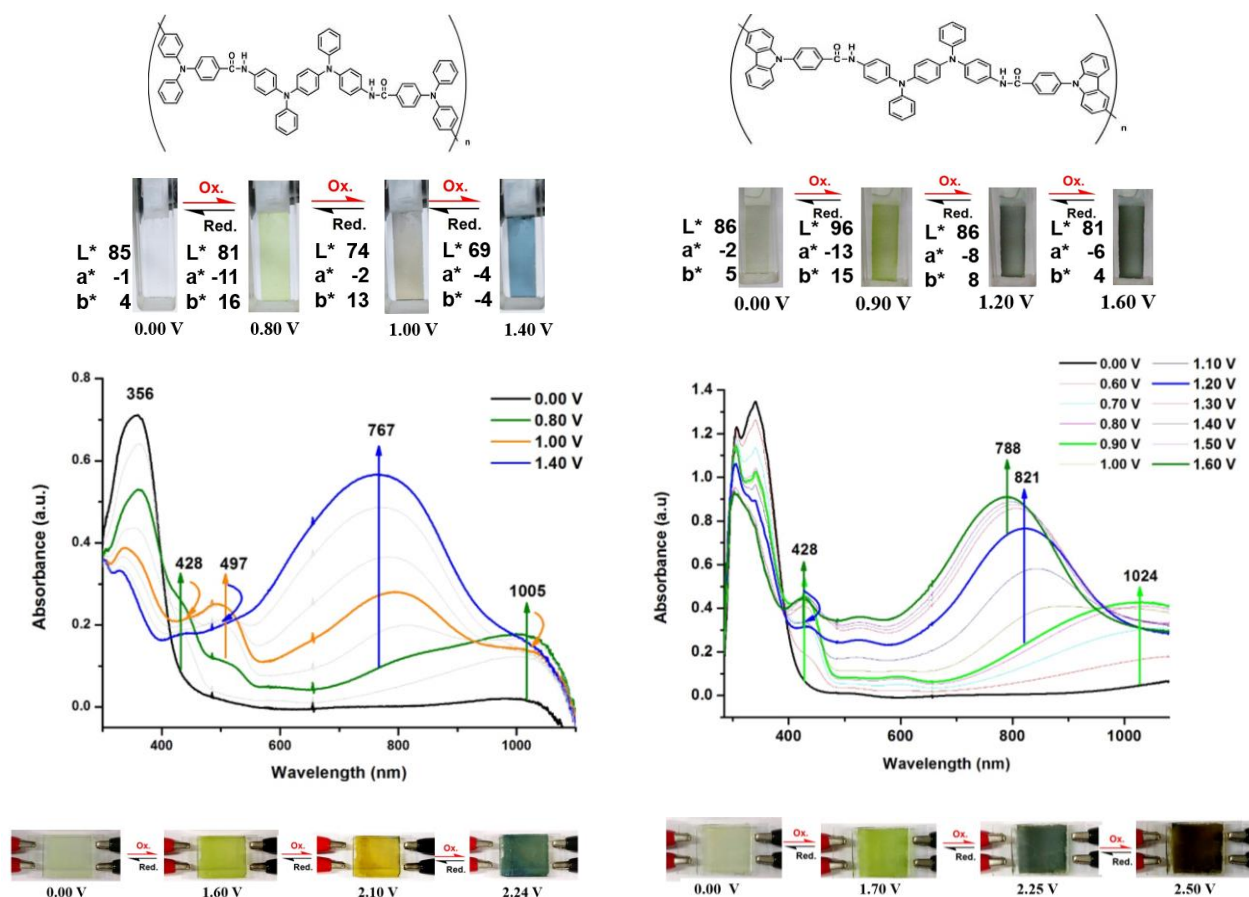 O
C N
H
N
N
N
N C
H O
N
n
N
O
C N
H
N
N
N C
H O
N
n
Ox. Ox. Ox.
Red. Red. Red.
L* 85 L* 81 L* 74 L* 69
a* -1 a* -11 a* -2 a* -4
b* 4 b* 16 b* 13 b* -4
0.00 V 0.80 V 1.00 V 1.40 V
Ox. Ox. Ox.
Red. Red. Red.
L* 86 L* 96 L* 86 L* 81
a* -2 a* -13 a* -8 a* -6
b* 5 b* 15 b* 8 b* 4
0.00 V 0.90 V 1.20 V 1.60 V
0.8
0.6
0.4
0.2
0.0
Absorbance (a.u.)
356
428
497
767
1005
0.00 V
0.80 V
1.00 V
1.40 V
400 600 800 1000
Wavelength (nm)
1.4
1.2
1.0
0.8
0.6
0.4
0.2
0.0
Absorbance (a.u)
428
788
821
1024
0.00 V 1.10 V
0.60 V 1.20 V
0.70 V 1.30 V
0.80 V 1.40 V
0.90 V 1.50 V
1.00 V 1.60 V
400 600 800 1000
Wavelength (nm)
Ox. Ox. Ox.
Red. Red. Red.
0.00 V 1.60 V 2.10 V 2.24 V
Ox. Ox. Ox.
Red. Red. Red.
0.00 V 1.70 V 2.25 V 2.50 V